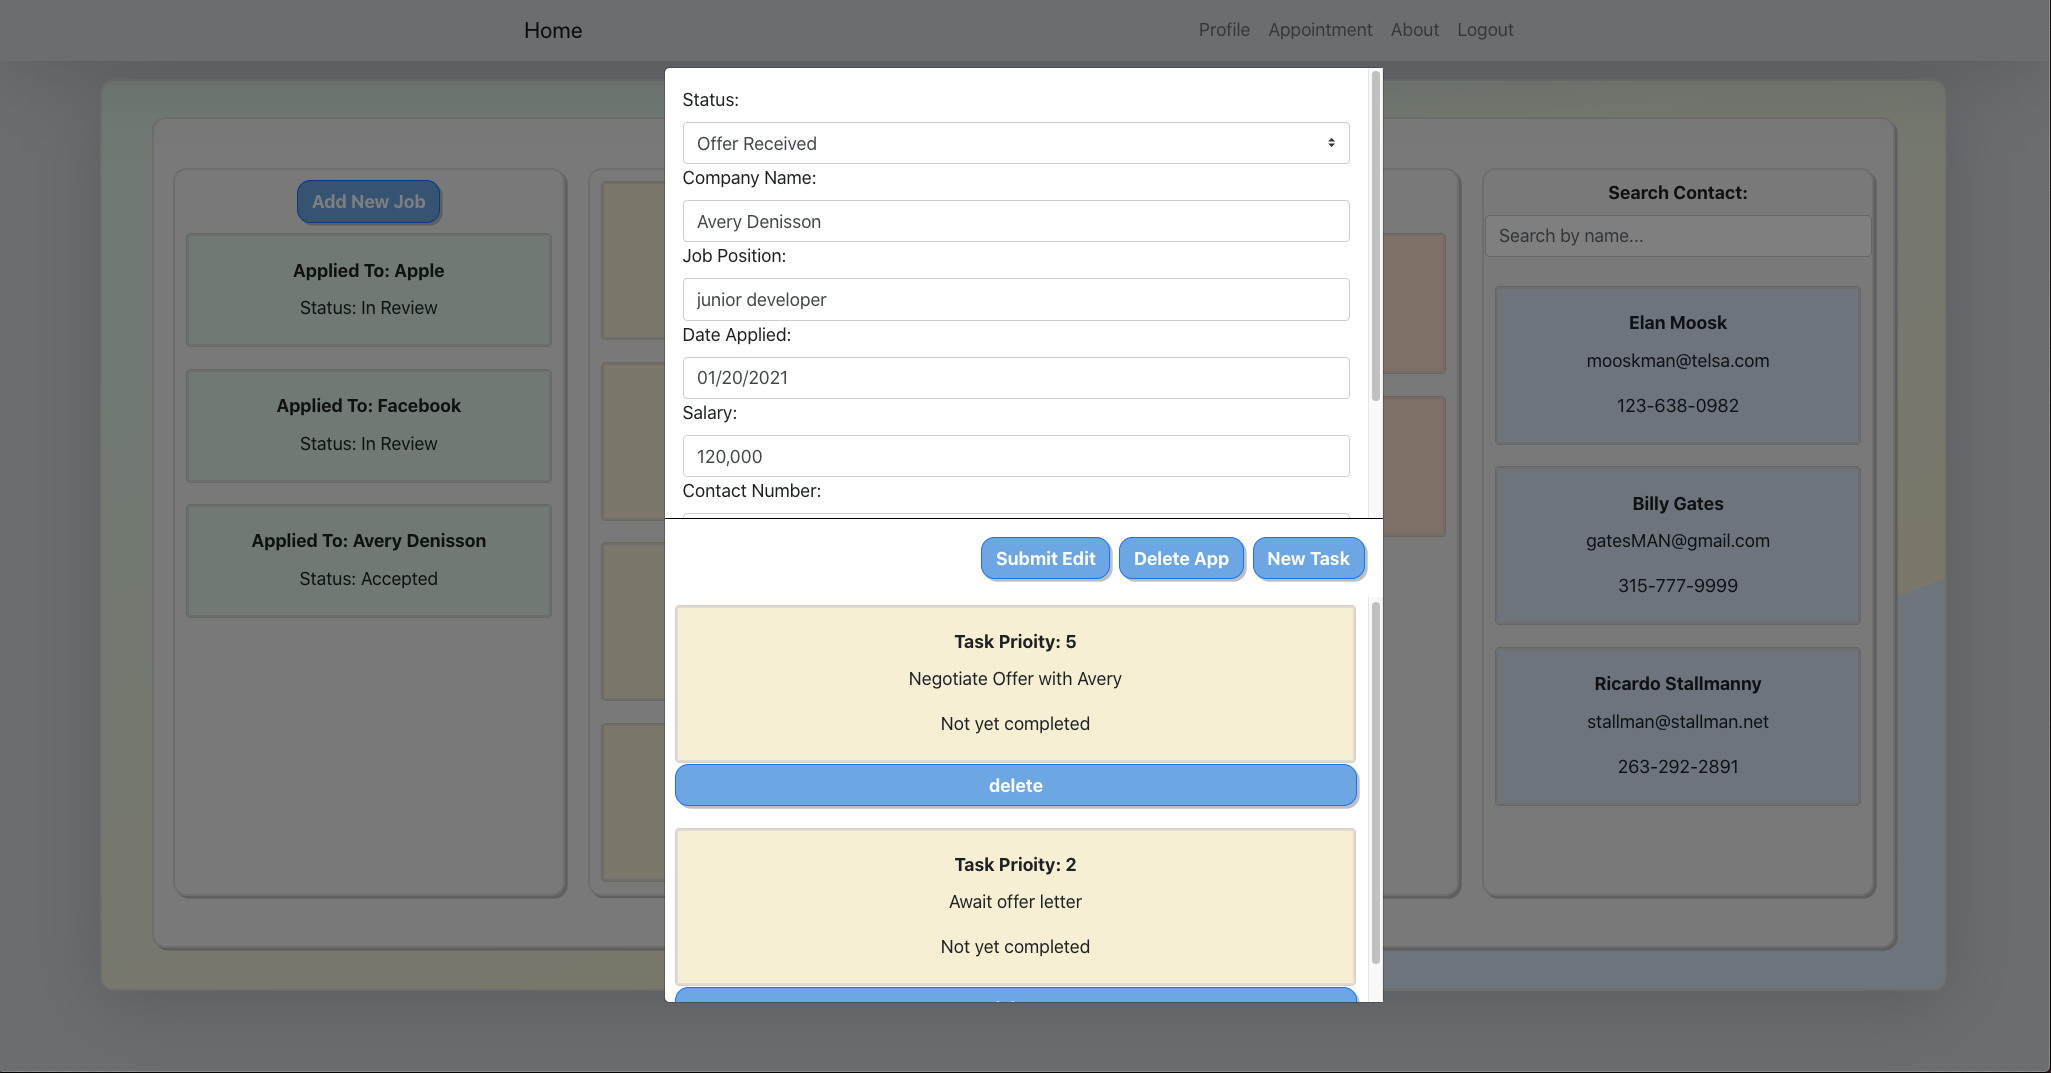 Home
Profile Appointment About Logout
Add New Job
Applied To: Apple
Status: In Review
Applied To: Facebook
Status: In Review
Applied To: Avery Denisson
Status: Accepted
Status:
Offer Received
Company Name:
Avery Denisson
Job Position:
junior developer
Date Applied:
01/20/2021
Salary:
120,000
Contact Number:
Submit Edit
Delete App
New Task
Task Prioity: 5
Negotiate Offer with Avery
Not yet completed
delete
Task Prioity: 2
Await offer letter
Not yet completed
Search Contact:
Search by name...
Elan Moosk
mooskman@telsa.com
123-638-0982
Billy Gates
gatesMAN@gmail.com
315-777-9999
Ricardo Stallmanny
stallman@stallman.net
263-292-2891